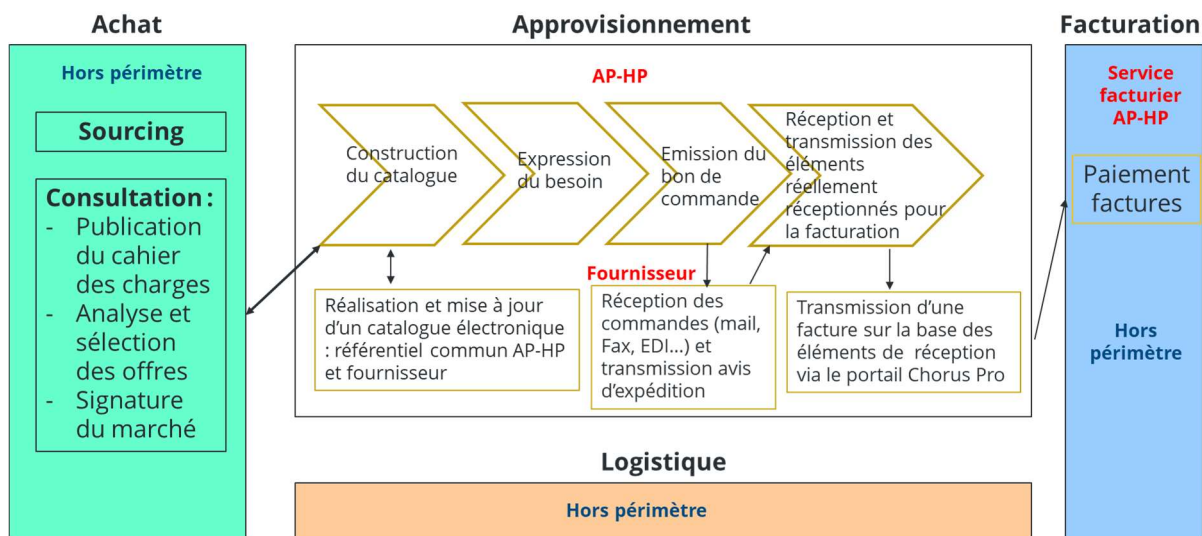 Achat
Hors périmètre
Sourcing
Consultation :
- Publication
du cahier
des charges
- Analyse et
sélection
des offres
- Signature
du marché
Approvisionnement
AP-HP
Construction
du catalogue
Expression
du besoin
Emission du
bon de
commande
Réception et
transmission des
éléments
réellement
réceptionnés pour
la facturation
Fournisseur
Réalisation et mise à jour
d’un catalogue électronique
: référentiel commun AP-HP
et fournisseur
Réception des
commandes (mail,
Fax, EDI...) et
transmission avis
d’expédition
Transmission d’une
facture sur la base des
éléments de réception
via le portail Chorus Pro
Logistique
Hors périmètre
Facturation
Service
facturier
AP-HP
Paiement
factures
Hors
périmètre